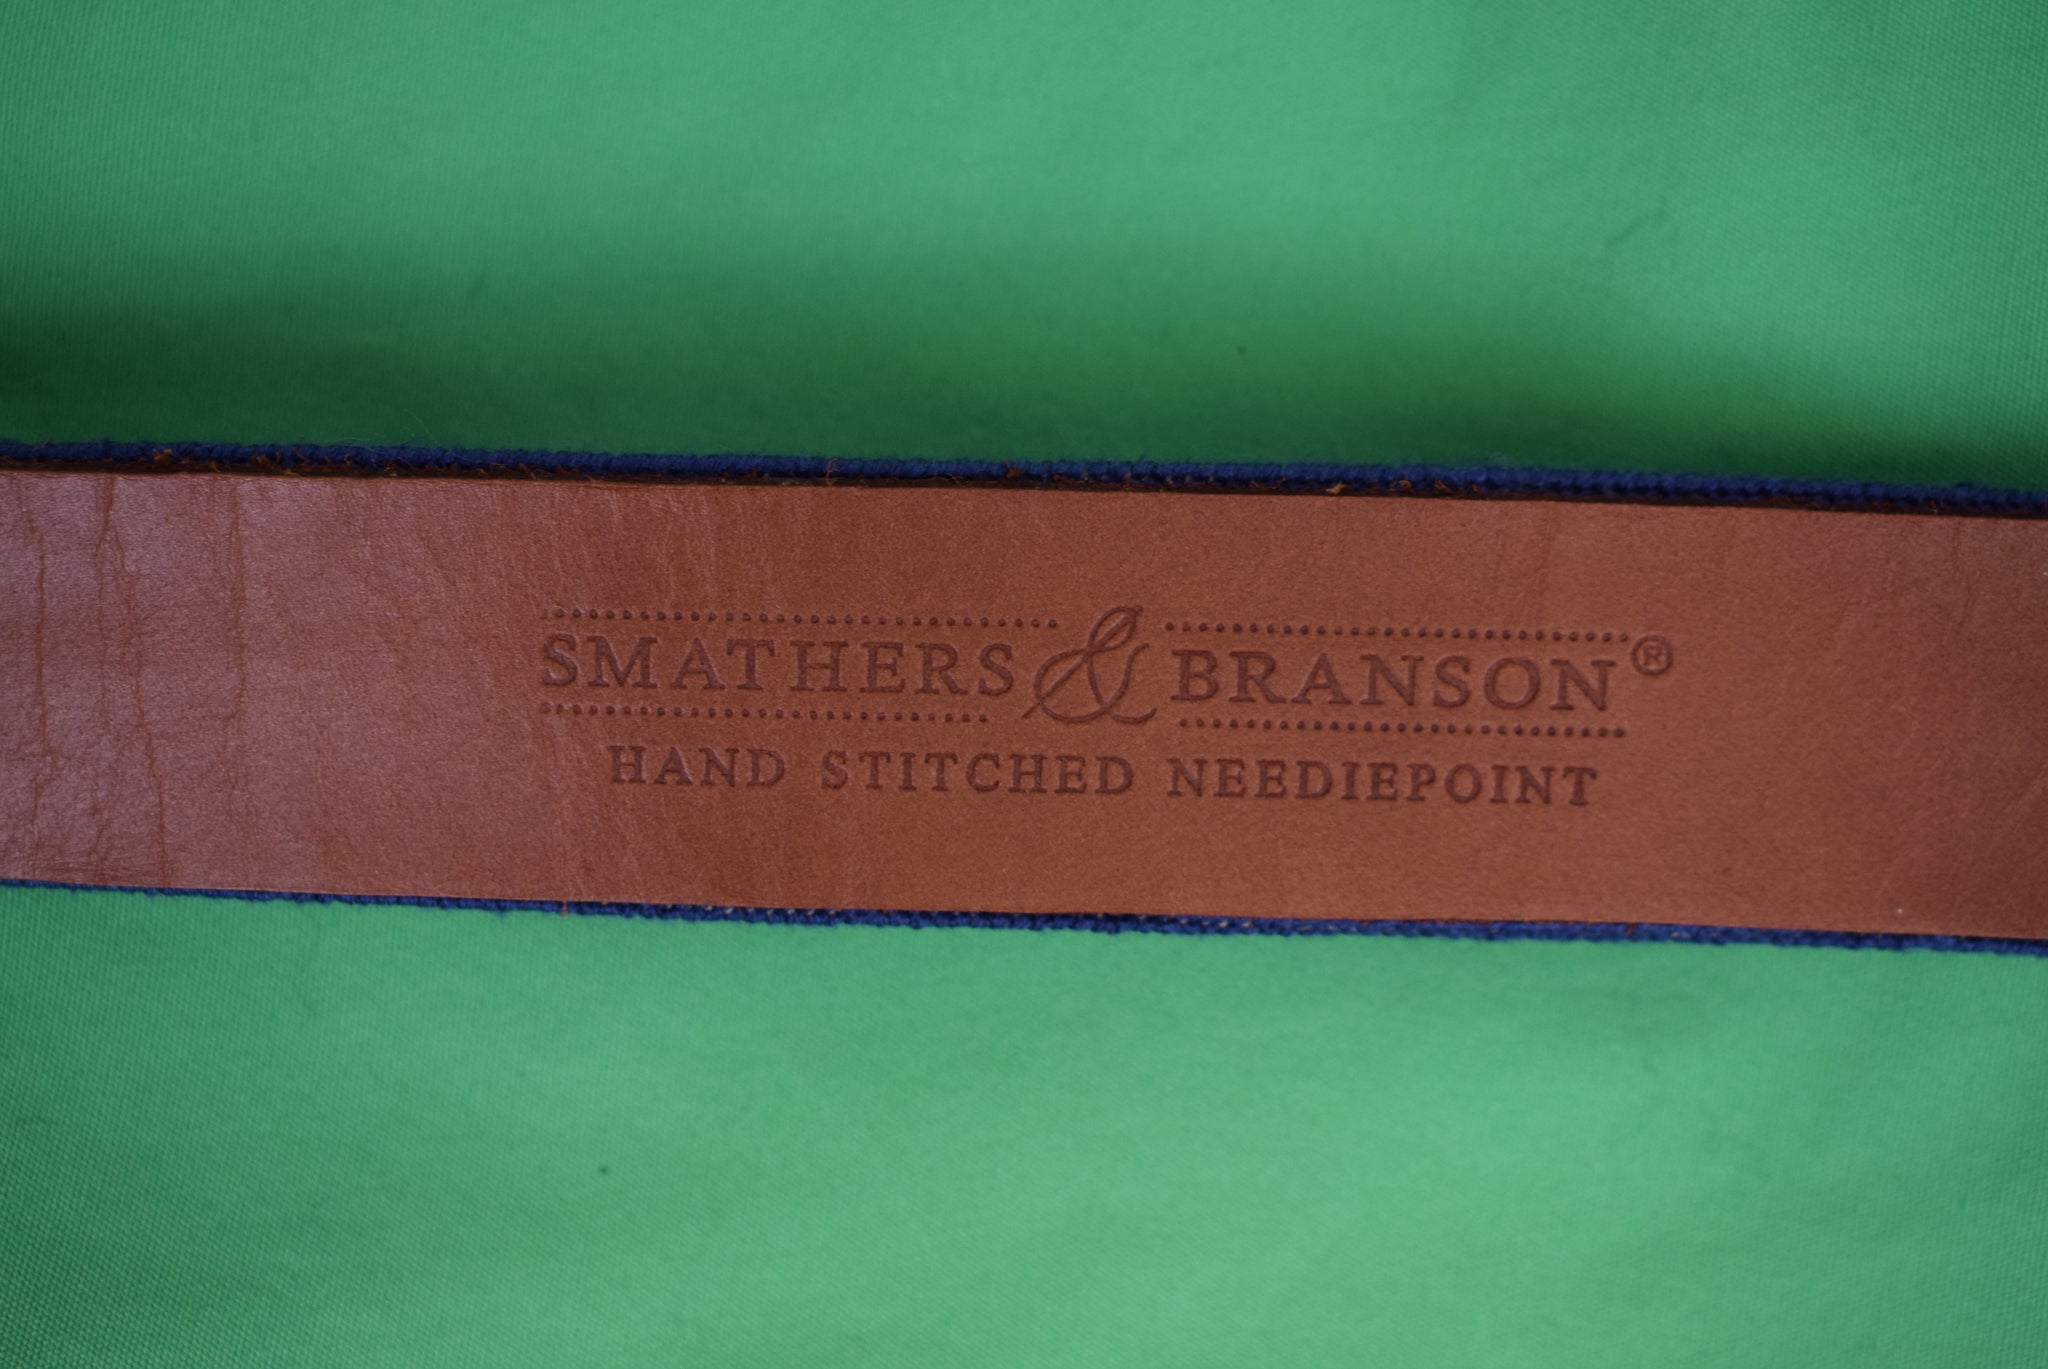 SMATHERS & BRANSON®
HAND STITCHED NEEDIEPOINT